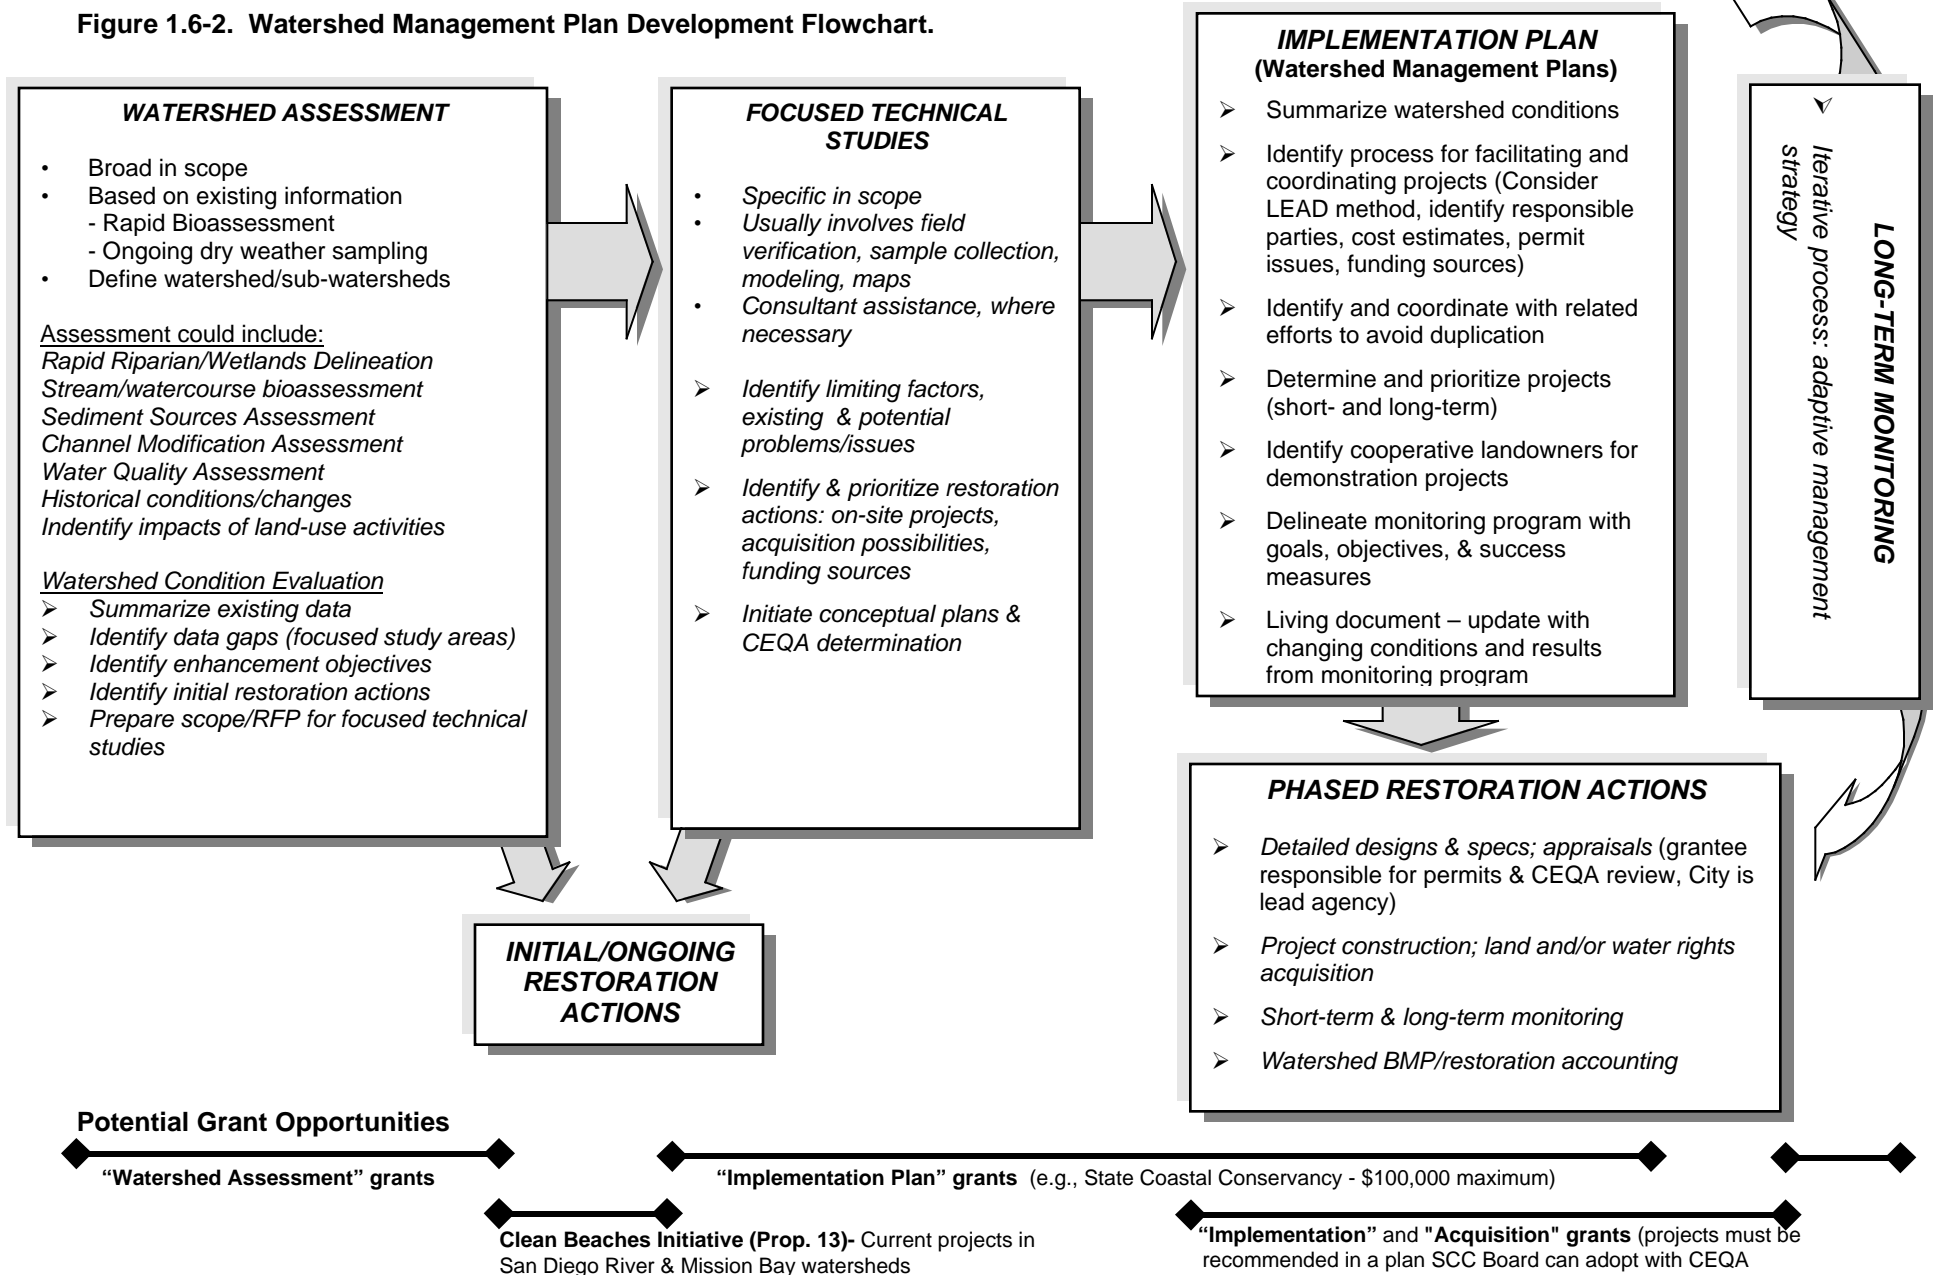 Figure 1.6-2. Watershed Management Plan Development Flowchart.
WATERSHED ASSESSMENT
• Broad in scope
• Based on existing information
- Rapid Bioassessment
- Ongoing dry weather sampling
• Define watershed/sub-watersheds
Assessment could include:
Rapid Riparian/Wetlands Delineation
Stream/watercourse bioassessment
Sediment Sources Assessment
Channel Modification Assessment
Water Quality Assessment
Historical conditions/changes
Indentify impacts of land-use activities
Watershed Condition Evaluation
➢ Summarize existing data
➢ Identify data gaps (focused study areas)
➢ Identify enhancement objectives
➢ Identify initial restoration actions
➢ Prepare scope/RFP for focused technical
studies
FOCUSED TECHNICAL
STUDIES
• Specific in scope
• Usually involves field
verification, sample collection,
modeling, maps
• Consultant assistance, where
necessary
➢ Identify limiting factors,
existing & potential
problems/issues
➢ Identify & prioritize restoration
actions: on-site projects,
acquisition possibilities,
funding sources
➢ Initiate conceptual plans &
CEQA determination
IMPLEMENTATION PLAN
(Watershed Management Plans)
➢ Summarize watershed conditions
➢ Identify process for facilitating and
coordinating projects (Consider
LEAD method, identify responsible
parties, cost estimates, permit
issues, funding sources)
➢ Identify and coordinate with related
efforts to avoid duplication
➢ Determine and prioritize projects
(short- and long-term)
➢ Identify cooperative landowners for
demonstration projects
➢ Delineate monitoring program with
goals, objectives, & success
measures
➢ Living document – update with
changing conditions and results
from monitoring program
LONG-TERM MONITORING
➢ Iterative process: adaptive management
strategy
INITIAL/ONGOING
RESTORATION
ACTIONS
PHASED RESTORATION ACTIONS
➢ Detailed designs & specs; appraisals (grantee
responsible for permits & CEQA review, City is
lead agency)
➢ Project construction; land and/or water rights
acquisition
➢ Short-term & long-term monitoring
➢ Watershed BMP/restoration accounting
Potential Grant Opportunities
“Watershed Assessment” grants
“Implementation Plan” grants (e.g., State Coastal Conservancy - $100,000 maximum)
Clean Beaches Initiative (Prop. 13)- Current projects in
San Diego River & Mission Bay watersheds
“Implementation” and "Acquisition" grants (projects must be
recommended in a plan SCC Board can adopt with CEQA